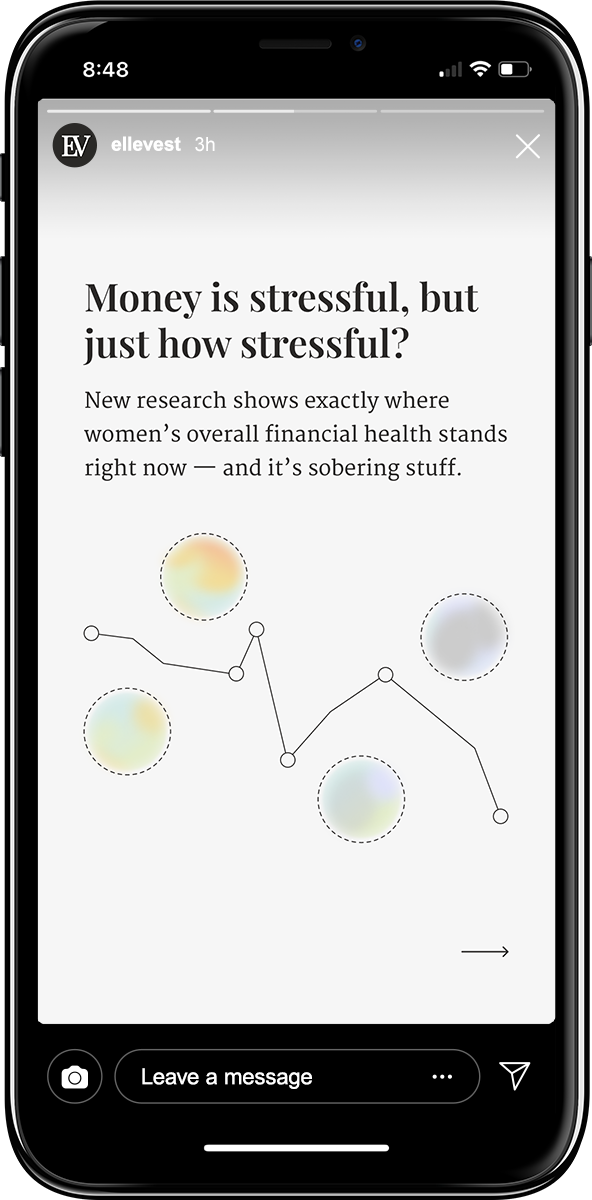 8:48
EV
ellevest 3h
Money is stressful, but
just how stressful?
New research shows exactly where
women’s overall financial health stands
right now — and it’s sobering stuff.
Leave a message